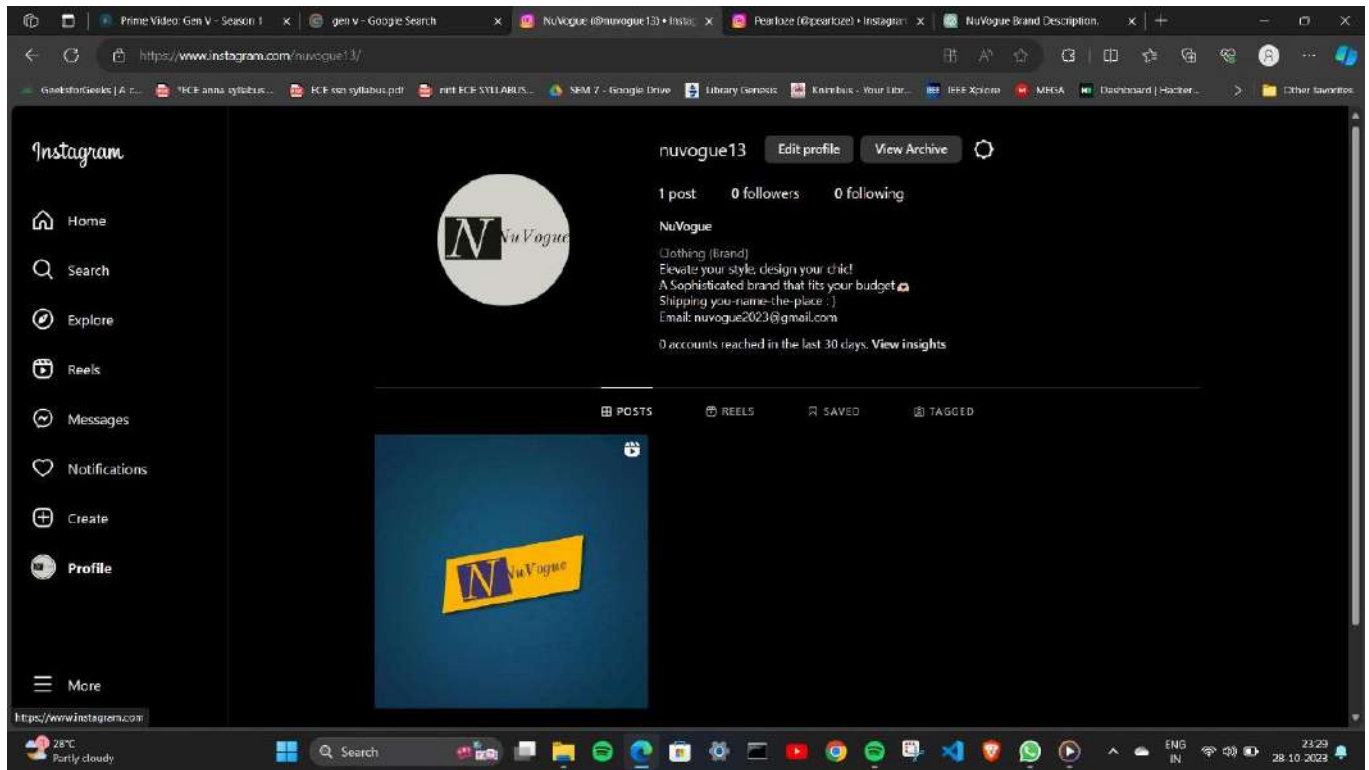 Prime Video: Gen V - Season 1
gen v - Google Search
NuVogue (@nuvogue13) • Insta
Pearloze (@pearloze) • Instagram
NuVogue Brand Description.
https://www.instagram.com/nuvogue13/
GeeksforGeeks | A c...
*ECE anna syllabus...
ECE ssn syllabus.pdf
nitt ECE SYLLABUS...
SEM 7 - Google Drive
Library Genesis
Knimbus - Your Libr...
IEEE Xplore
MEGA
Dashboard | Hacker...
Other favorites
Instagram
Home
Search
Explore
Reels
Messages
Notifications
Create
Profile
More
nuvogue13 Edit profile View Archive
1 post 0 followers 0 following
NuVogue
Clothing (Brand)
Elevate your style, design your chic!
A Sophisticated brand that fits your budget
Shipping you-name-the-place : )
Email: nuvogue2023@gmail.com
0 accounts reached in the last 30 days. View insights
N NuVogue
POSTS REELS SAVED TAGGED
N NuVogue
https://www.instagram.com
28°C
Partly cloudy
Search
ENG
IN
23:29
28-10-2023